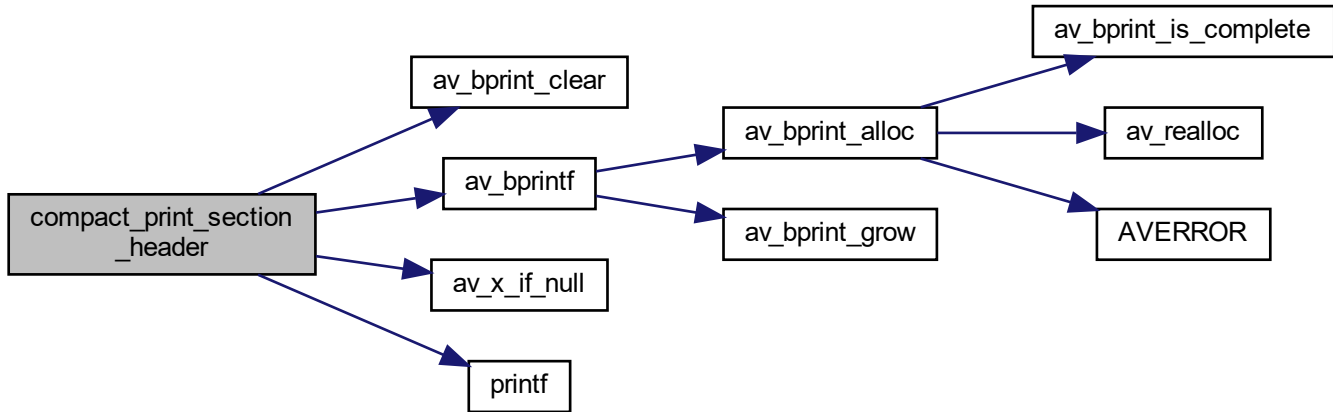 compact_print_section
_header
av_bprint_clear
av_bprintf
av_x_if_null
printf
av_bprint_alloc
av_bprint_grow
av_bprint_is_complete
av_realloc
AVERROR